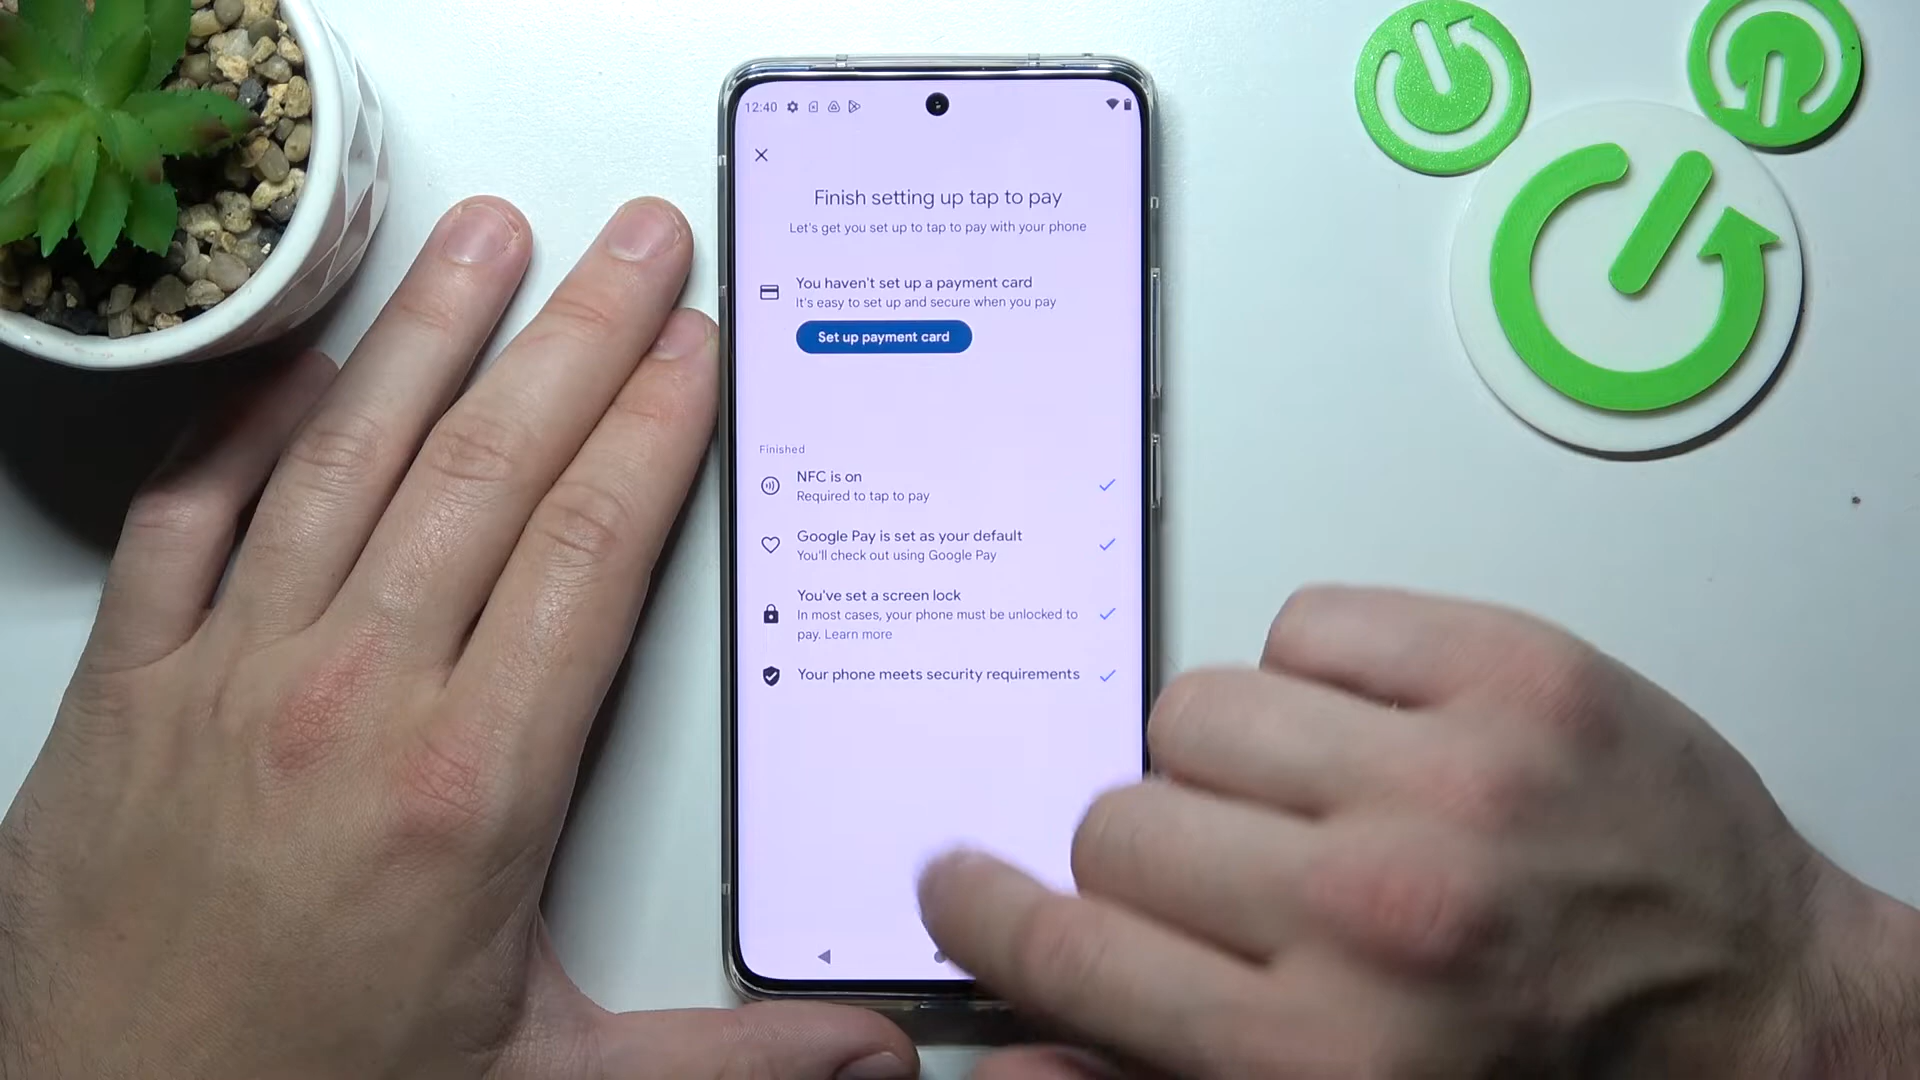 12:40
Finish setting up tap to pay
Let's get you set up to tap to pay with your phone
You haven't set up a payment card
It's easy to set up and secure when you pay
Set up payment card
Finished
NFC is on
Required to tap to pay
Google Pay is set as your default
You'll check out using Google Pay
You've set a screen lock
In most cases, your phone must be unlocked to
pay. Learn more
Your phone meets security requirements